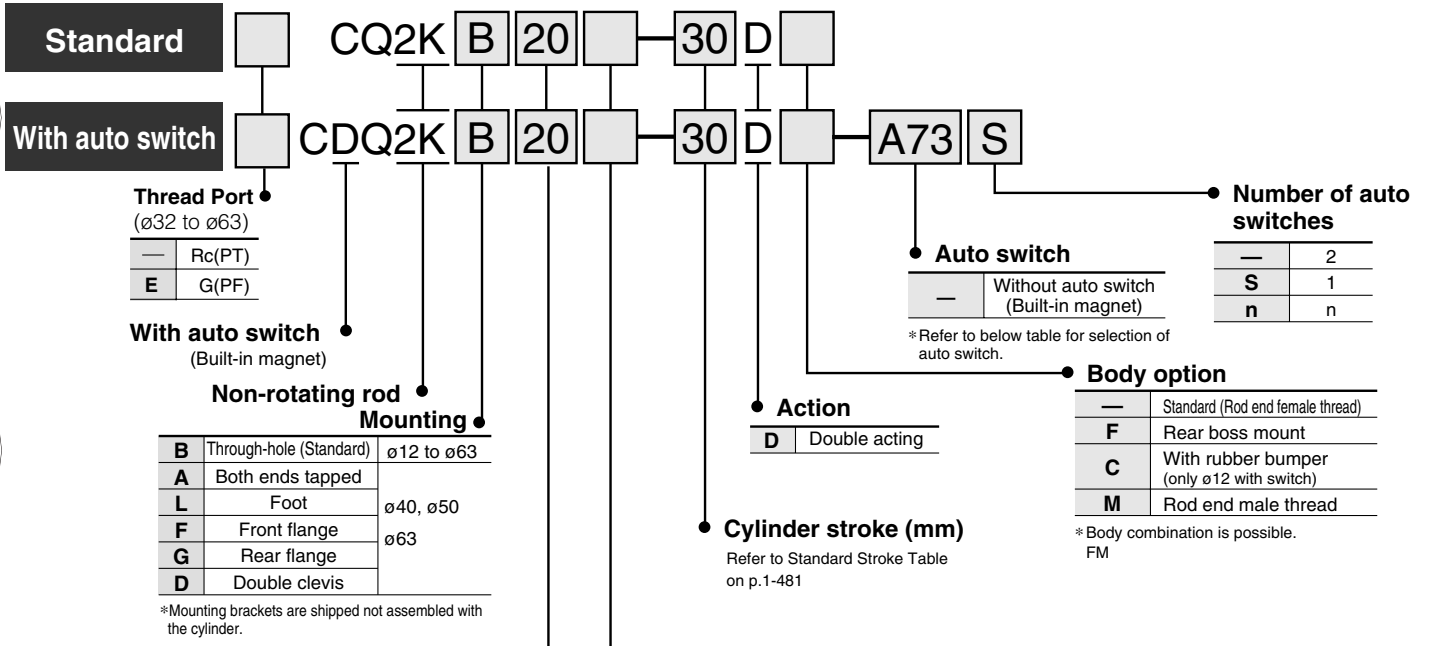 Standard CQ2K B 20 — 30 D
With auto switch CDQ2K B 20 — 30 D — A73 S
Thread Port
(ø32 to ø63)
— Rc(PT)
E G(PF)
With auto switch
(Built-in magnet)
Non-rotating rod
Mounting
B Through-hole (Standard) ø12 to ø63
A Both ends tapped
L Foot ø40, ø50
F Front flange ø63
G Rear flange
D Double clevis
*Mounting brackets are shipped not assembled with
the cylinder.
Cylinder stroke (mm)
Refer to Standard Stroke Table
on p.1-481
Action
D Double acting
Auto switch
— Without auto switch
(Built-in magnet)
*Refer to below table for selection of
auto switch.
Number of auto
switches
— 2
S 1
n n
Body option
— Standard (Rod end female thread)
F Rear boss mount
C With rubber bumper
(only ø12 with switch)
M Rod end male thread
*Body combination is possible.
FM